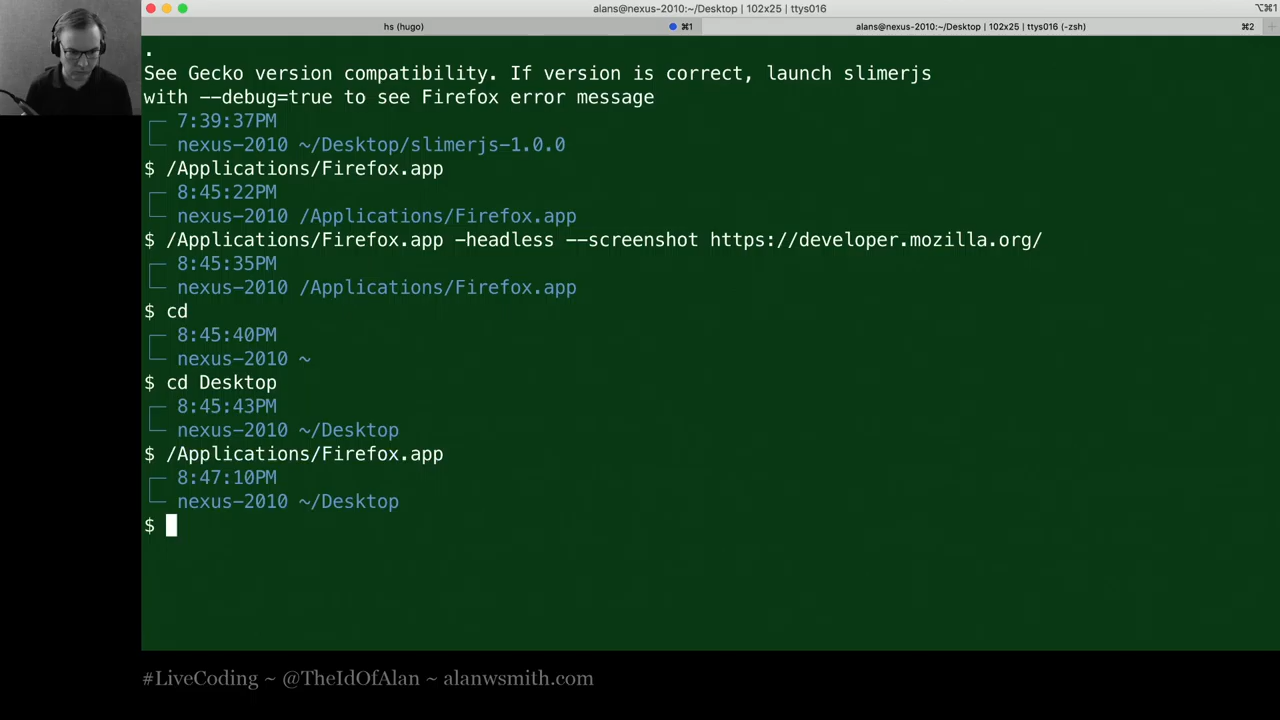 alans@nexus-2010:~/Desktop | 102x25 | ttys016
⌥⌘1
hs (hugo)
⌘1
alans@nexus-2010:~/Desktop | 102x25 | ttys016 (-zsh)
⌘2
.
See Gecko version compatibility. If version is correct, launch slimerjs
with --debug=true to see Firefox error message
7:39:37PM
nexus-2010 ~/Desktop/slimerjs-1.0.0
$ /Applications/Firefox.app
8:45:22PM
nexus-2010 /Applications/Firefox.app
$ /Applications/Firefox.app -headless --screenshot https://developer.mozilla.org/
8:45:35PM
nexus-2010 /Applications/Firefox.app
$ cd
8:45:40PM
nexus-2010 ~
$ cd Desktop
8:45:43PM
nexus-2010 ~/Desktop
$ /Applications/Firefox.app
8:47:10PM
nexus-2010 ~/Desktop
$
#LiveCoding ~ @TheIdOfAlan ~ alanwsmith.com